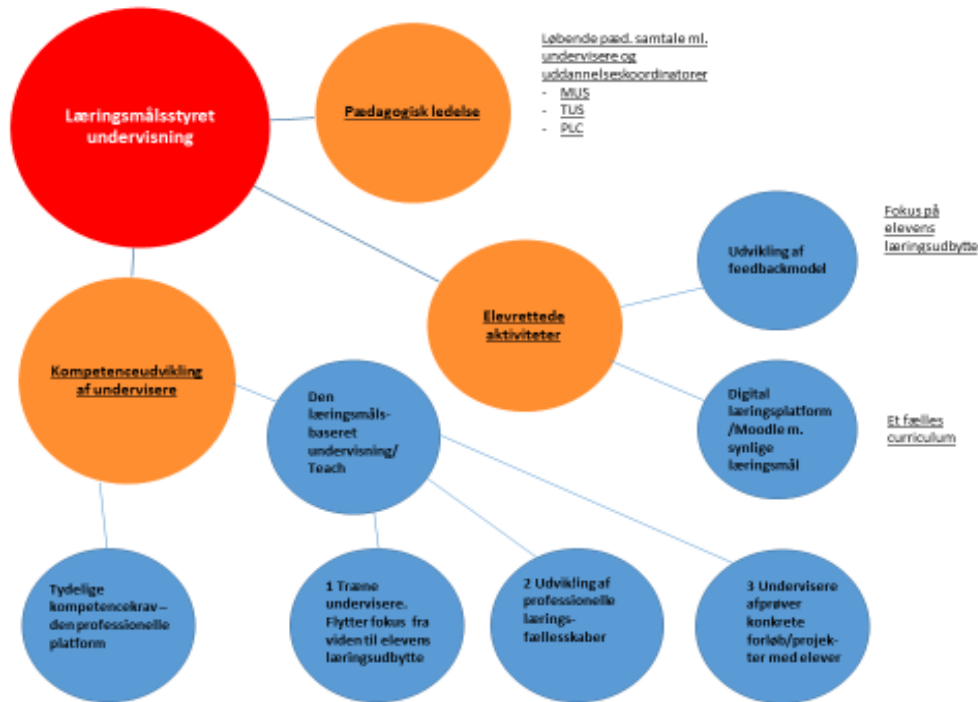 Læringsmålsstyret
undervisning
Pædagogisk ledelse
Løbende pæd. samtale ml.
undervisere og
uddannelseskoordinatorer
- MUS
- TUS
- PLC
Udvikling af
feedbackmodel
Fokus på
elevens
læringsudbytte
Elevrettede
aktiviteter
Kompetenceudvikling
af undervisere
Den
læringsmåls-
baseret
undervisning/
Teach
Digital
læringsplatform
/Moodle m.
synlige
læringsmål
Et fælles
curriculum
Tydelige
kompetencekrav –
den professionelle
platform
1 Træne
undervisere.
Flytter fokus fra
viden til elevens
læringsudbytte
2 Udvikling af
professionelle
lærings-
fællesskaber
3 Undervisere
afprøver
konkrete
forløb/projek-
ter med elever